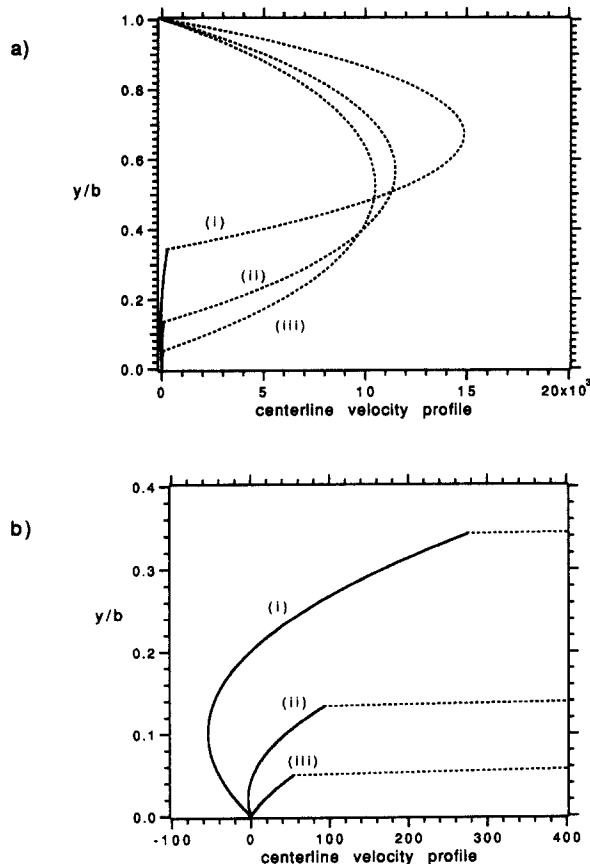 a)
1.0
0.8
0.6
y/b
0.4
0.2
0.0
(i)
(ii)
(iii)
0 5 10 15 20x10³
centerline velocity profile
b)
0.4
0.3
y/b
0.2
0.1
0.0
(i)
(ii)
(iii)
-100 0 100 200 300 400
centerline velocity profile